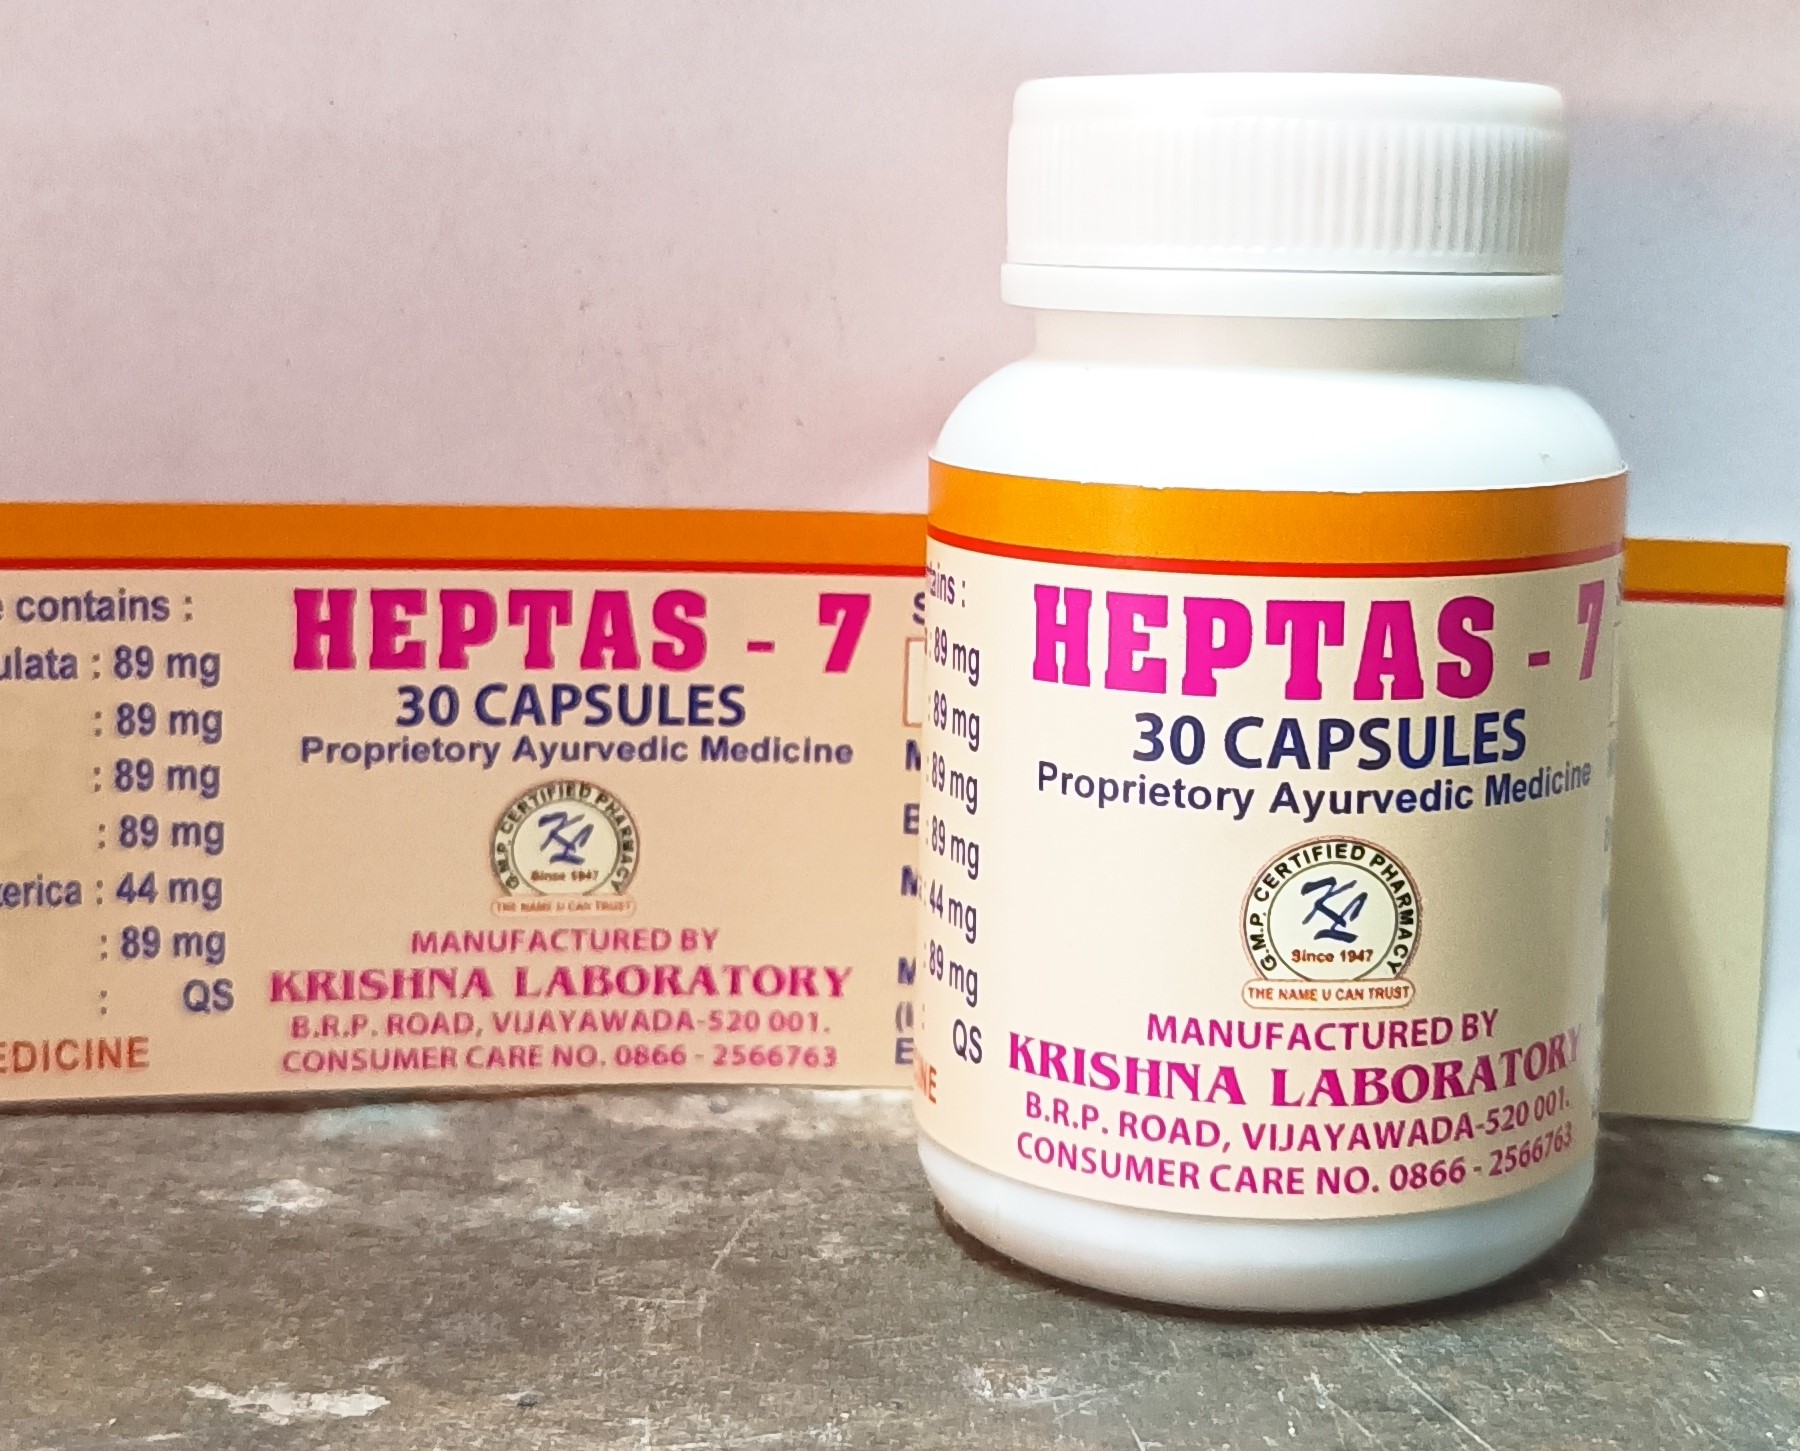 contains :
: 89 mg
: 89 mg
: 89 mg
: 89 mg
: 44 mg
: 89 mg
: QS
HEPTAS - 7
30 CAPSULES
Proprietory Ayurvedic Medicine
G.M.P. CERTIFIED PHARMACY
KL
Since 1947
THE NAME U CAN TRUST
MANUFACTURED BY
KRISHNA LABORATORY
B.R.P. ROAD, VIJAYAWADA-520 001.
CONSUMER CARE NO. 0866 - 2566763
: 89 mg
: 89 mg
: 89 mg
: 89 mg
: 44 mg
: 89 mg
: QS
HEPTAS - 7
30 CAPSULES
Proprietory Ayurvedic Medicine
G.M.P. CERTIFIED PHARMACY
KL
Since 1947
THE NAME U CAN TRUST
MANUFACTURED BY
KRISHNA LABORATORY
B.R.P. ROAD, VIJAYAWADA-520 001.
CONSUMER CARE NO. 0866 - 2566763